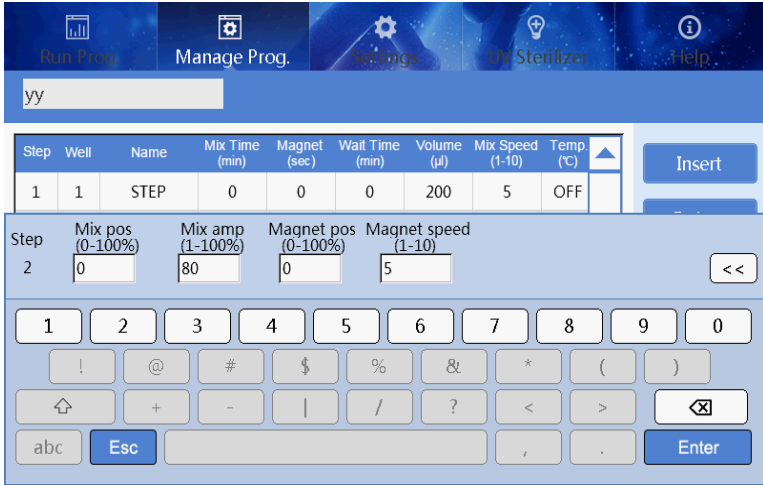 Run Prog. Manage Prog. Settings UV Sterilizer Help
yy
Step Well Name Mix Time (min) Magnet (sec) Wait Time (min) Volume (μl) Mix Speed (1-10) Temp. (℃)
Insert
1 1 STEP 0 0 0 200 5 OFF
Step Mix pos (0-100%) Mix amp (1-100%) Magnet pos (0-100%) Magnet speed (1-10)
2 0 80 0 5 <<
1 2 3 4 5 6 7 8 9 0
! @ # $ % & * ( )
+ - | / ? < >
abc Esc , . Enter